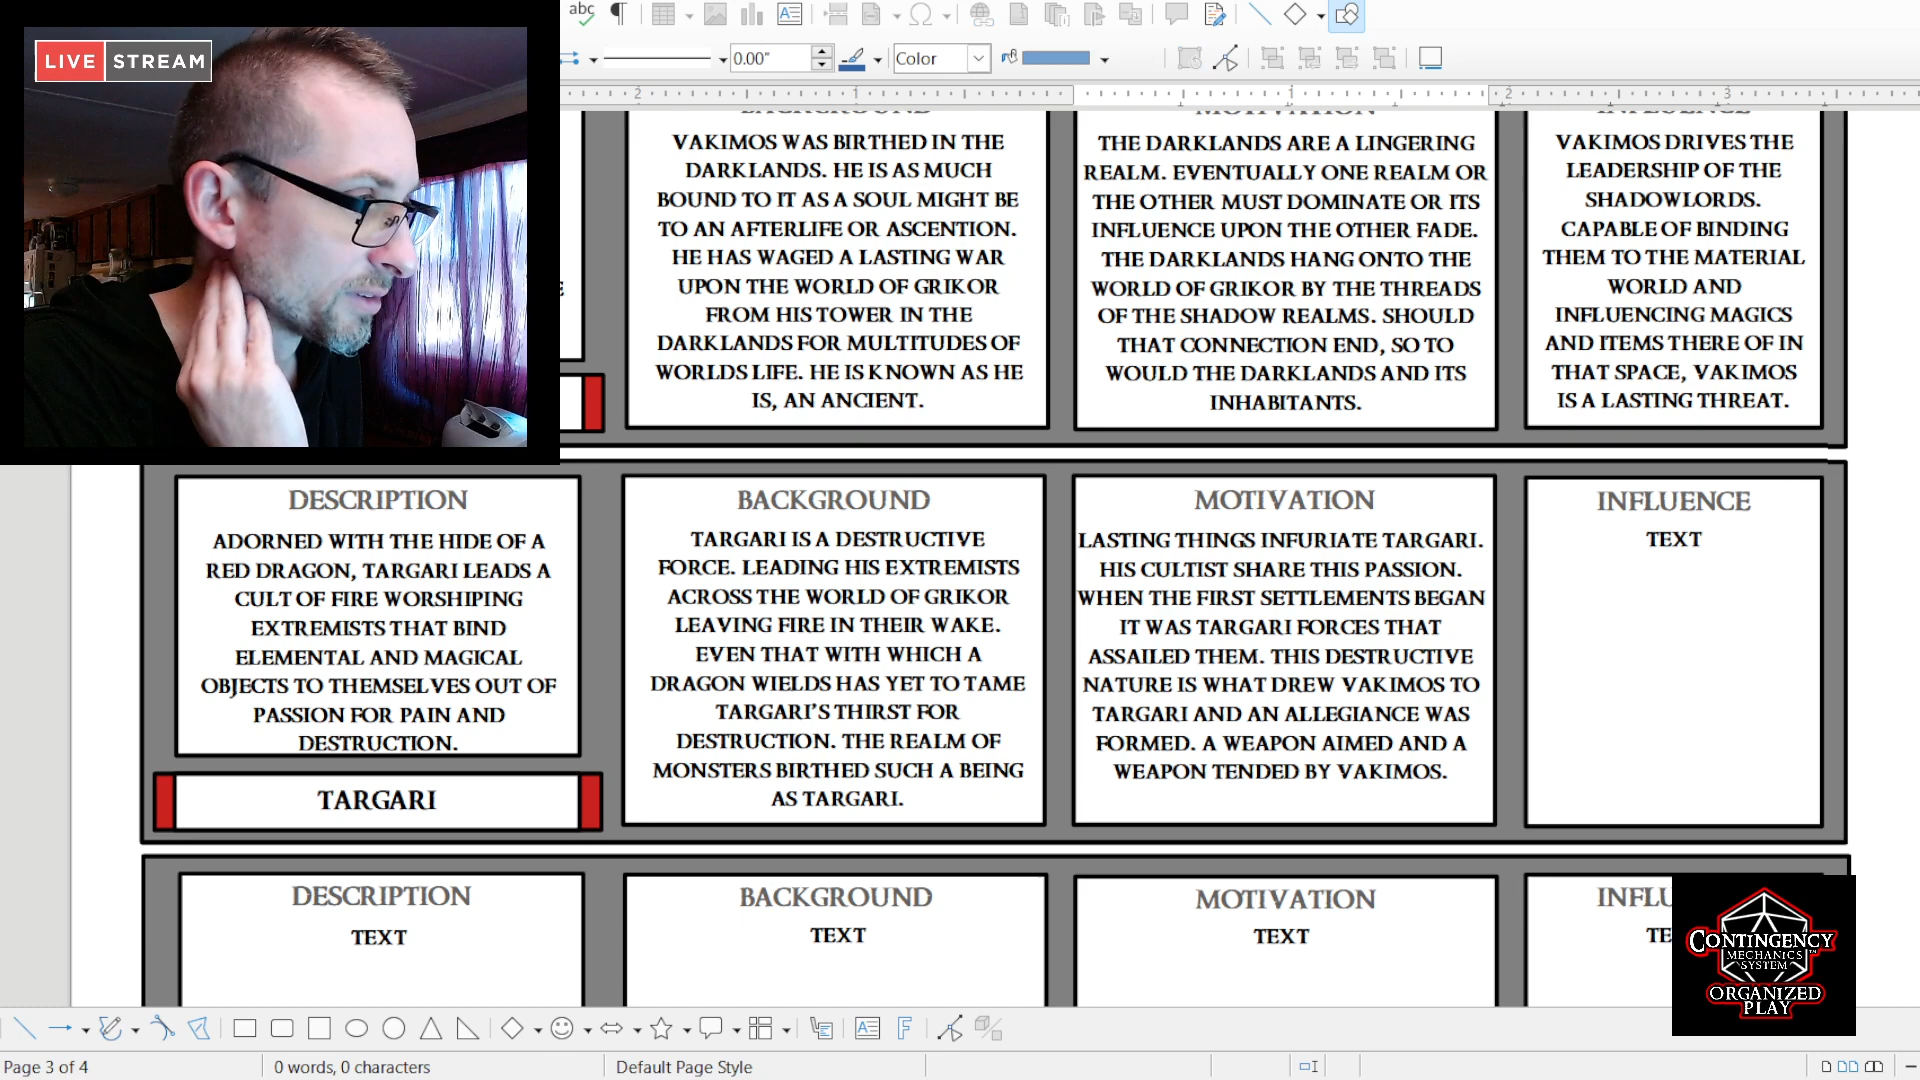 LIVE STREAM
abc
0.00"
Color
2
1
1
2
3
BACKGROUND
MOTIVATION
INFLUENCE
VAKIMOS WAS BIRTHED IN THE
DARKLANDS. HE IS AS MUCH
BOUND TO IT AS A SOUL MIGHT BE
TO AN AFTERLIFE OR ASCENTION.
HE HAS WAGED A LASTING WAR
UPON THE WORLD OF GRIKOR
FROM HIS TOWER IN THE
DARKLANDS FOR MULTITUDES OF
WORLDS LIFE. HE IS KNOWN AS HE
IS, AN ANCIENT.
THE DARKLANDS ARE A LINGERING
REALM. EVENTUALLY ONE REALM OR
THE OTHER MUST DOMINATE OR ITS
INFLUENCE UPON THE OTHER FADE.
THE DARKLANDS HANG ONTO THE
WORLD OF GRIKOR BY THE THREADS
OF THE SHADOW REALMS. SHOULD
THAT CONNECTION END, SO TO
WOULD THE DARKLANDS AND ITS
INHABITANTS.
VAKIMOS DRIVES THE
LEADERSHIP OF THE
SHADOWLORDS.
CAPABLE OF BINDING
THEM TO THE MATERIAL
WORLD AND
INFLUENCING MAGICS
AND ITEMS THERE OF IN
THAT SPACE, VAKIMOS
IS A LASTING THREAT.
DESCRIPTION
ADORNED WITH THE HIDE OF A
RED DRAGON, TARGARI LEADS A
CULT OF FIRE WORSHIPING
EXTREMISTS THAT BIND
ELEMENTAL AND MAGICAL
OBJECTS TO THEMSELVES OUT OF
PASSION FOR PAIN AND
DESTRUCTION.
TARGARI
BACKGROUND
TARGARI IS A DESTRUCTIVE
FORCE. LEADING HIS EXTREMISTS
ACROSS THE WORLD OF GRIKOR
LEAVING FIRE IN THEIR WAKE.
EVEN THAT WITH WHICH A
DRAGON WIELDS HAS YET TO TAME
TARGARI'S THIRST FOR
DESTRUCTION. THE REALM OF
MONSTERS BIRTHED SUCH A BEING
AS TARGARI.
MOTIVATION
LASTING THINGS INFURIATE TARGARI.
HIS CULTIST SHARE THIS PASSION.
WHEN THE FIRST SETTLEMENTS BEGAN
IT WAS TARGARI FORCES THAT
ASSAILED THEM. THIS DESTRUCTIVE
NATURE IS WHAT DREW VAKIMOS TO
TARGARI AND AN ALLEGIANCE WAS
FORMED. A WEAPON AIMED AND A
WEAPON TENDED BY VAKIMOS.
INFLUENCE
TEXT
DESCRIPTION
TEXT
BACKGROUND
TEXT
MOTIVATION
TEXT
INFLU
TE
CONTINGENCY
MECHANICS
SYSTEM
ORGANIZED
PLAY
Page 3 of 4
0 words, 0 characters
Default Page Style